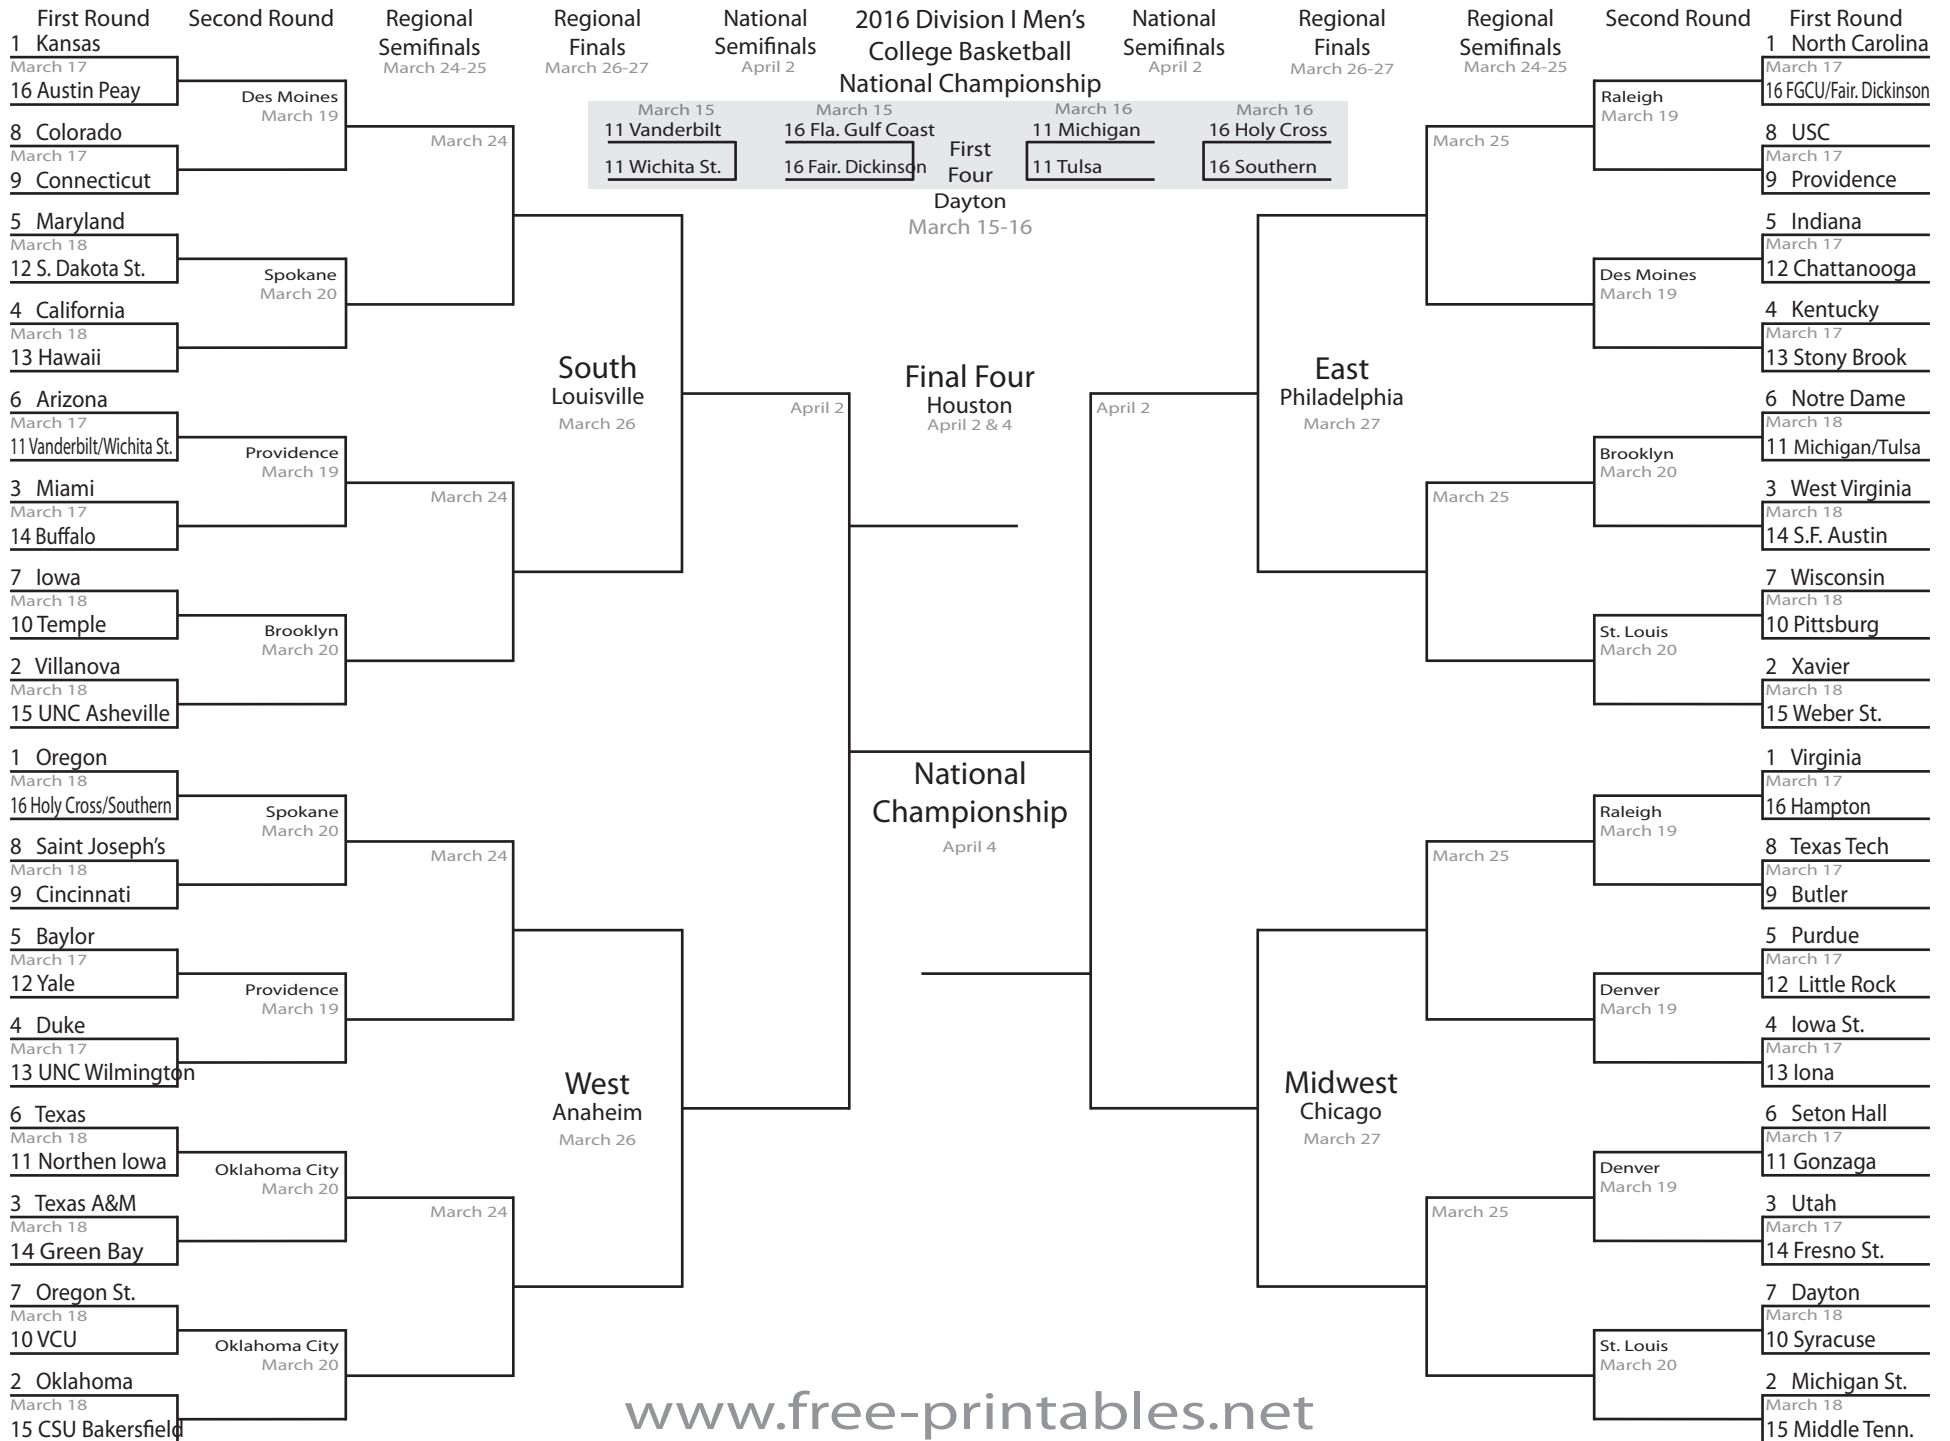 First Round
Second Round
Regional
Semifinals
March 24-25
Regional
Finals
March 26-27
National
Semifinals
April 2
2016 Division I Men's
College Basketball
National Championship
National
Semifinals
April 2
Regional
Finals
March 26-27
Regional
Semifinals
March 24-25
Second Round
First Round
March 15
11 Vanderbilt
11 Wichita St.
March 15
16 Fla. Gulf Coast
16 Fair. Dickinson
First
Four
Dayton
March 15-16
March 16
11 Michigan
11 Tulsa
March 16
16 Holy Cross
16 Southern
1 Kansas
March 17
16 Austin Peay
Des Moines
March 19
8 Colorado
March 17
9 Connecticut
March 24
5 Maryland
March 18
12 S. Dakota St.
Spokane
March 20
4 California
March 18
13 Hawaii
South
Louisville
March 26
6 Arizona
March 17
11 Vanderbilt/Wichita St.
Providence
March 19
3 Miami
March 17
14 Buffalo
March 24
7 Iowa
March 18
10 Temple
Brooklyn
March 20
2 Villanova
March 18
15 UNC Asheville
April 2
1 Oregon
March 18
16 Holy Cross/Southern
Spokane
March 20
8 Saint Joseph's
March 18
9 Cincinnati
March 24
5 Baylor
March 17
12 Yale
Providence
March 19
4 Duke
March 17
13 UNC Wilmington
West
Anaheim
March 26
6 Texas
March 18
11 Northen Iowa
Oklahoma City
March 20
3 Texas A&M
March 18
14 Green Bay
March 24
7 Oregon St.
March 18
10 VCU
Oklahoma City
March 20
2 Oklahoma
March 18
15 CSU Bakersfield
Final Four
Houston
April 2 & 4
National
Championship
April 4
1 North Carolina
March 17
16 FGCU/Fair. Dickinson
Raleigh
March 19
8 USC
March 17
9 Providence
March 25
5 Indiana
March 17
12 Chattanooga
Des Moines
March 19
4 Kentucky
March 17
13 Stony Brook
East
Philadelphia
March 27
April 2
6 Notre Dame
March 18
11 Michigan/Tulsa
Brooklyn
March 20
3 West Virginia
March 18
14 S.F. Austin
March 25
7 Wisconsin
March 18
10 Pittsburg
St. Louis
March 20
2 Xavier
March 18
15 Weber St.
1 Virginia
March 17
16 Hampton
Raleigh
March 19
8 Texas Tech
March 17
9 Butler
March 25
5 Purdue
March 17
12 Little Rock
Denver
March 19
4 Iowa St.
March 17
13 Iona
Midwest
Chicago
March 27
6 Seton Hall
March 17
11 Gonzaga
Denver
March 19
3 Utah
March 17
14 Fresno St.
March 25
7 Dayton
March 18
10 Syracuse
St. Louis
March 20
2 Michigan St.
March 18
15 Middle Tenn.
www.free-printables.net